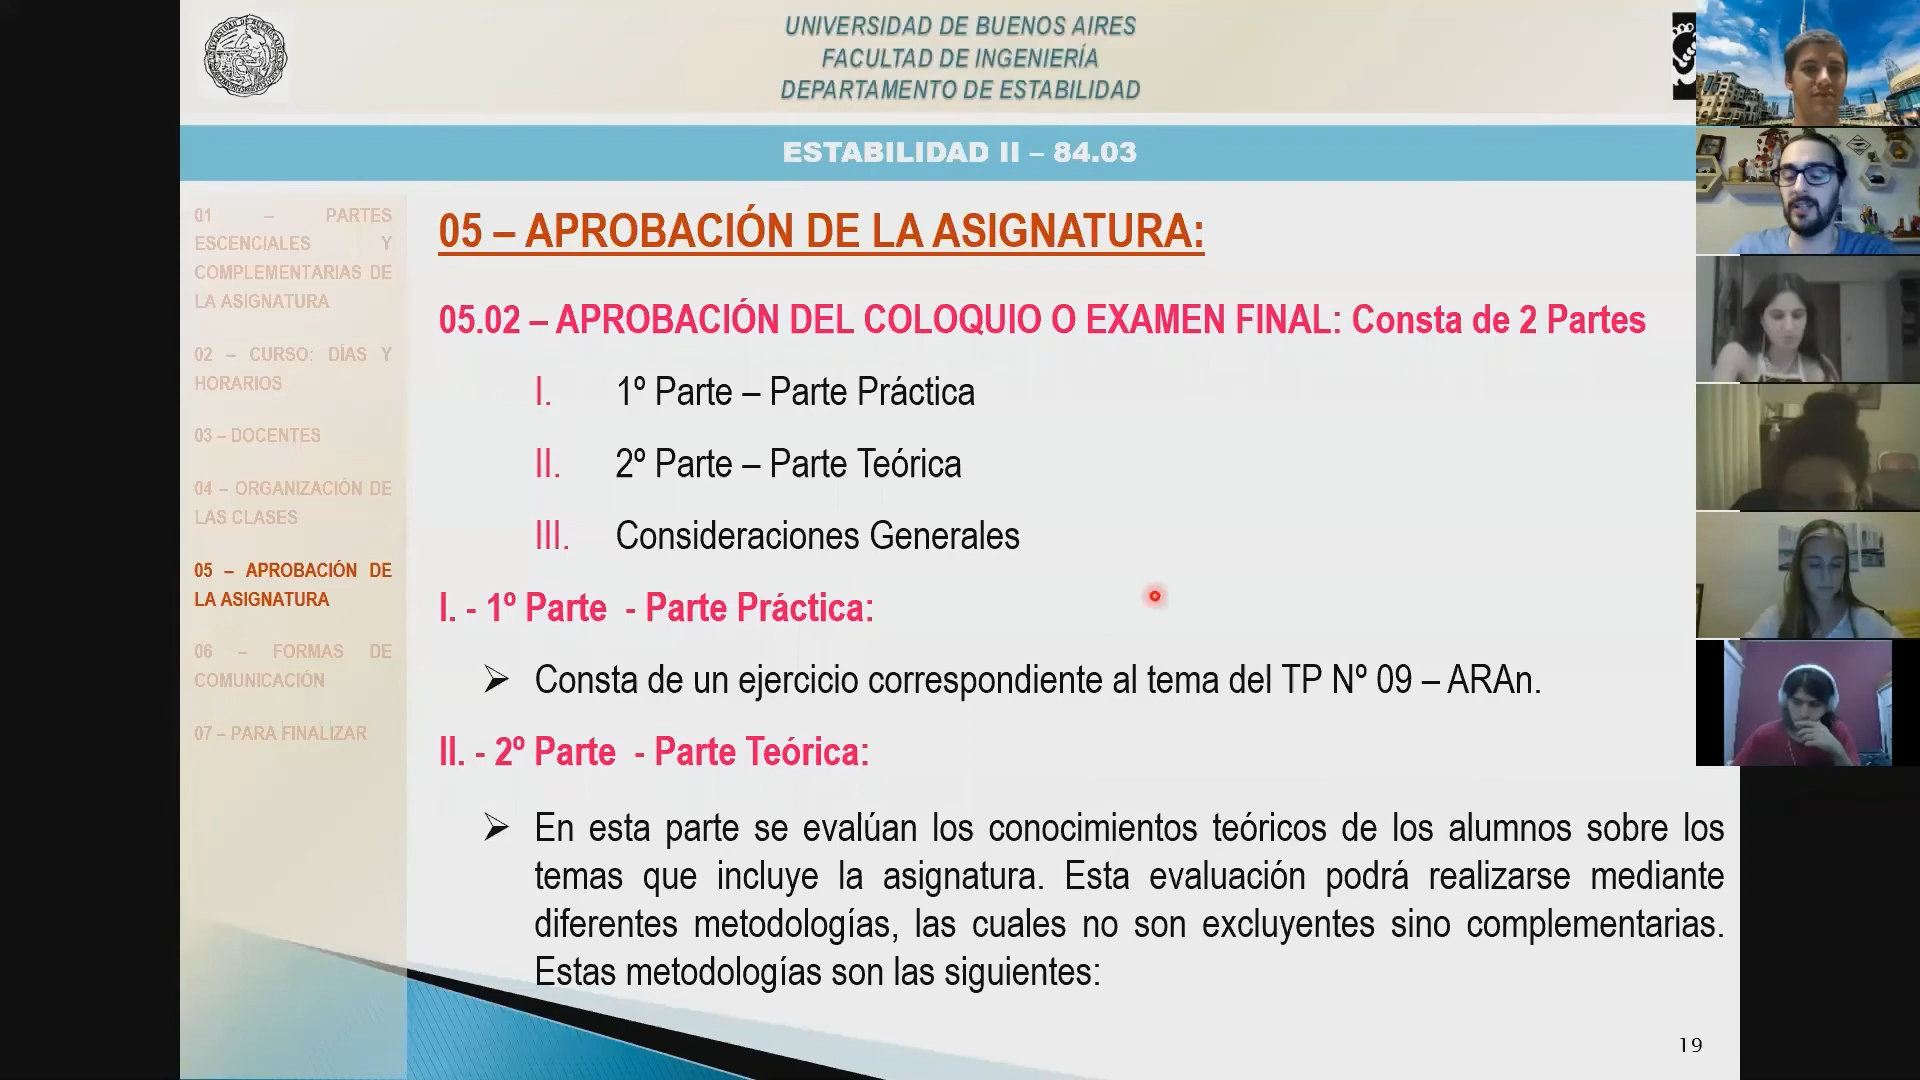 UNIVERSIDAD DE BUENOS AIRES
FACULTAD DE INGENIERÍA
DEPARTAMENTO DE ESTABILIDAD
ESTABILIDAD II – 84.03
01 – PARTES
ESCENCIALES Y
COMPLEMENTARIAS DE
LA ASIGNATURA
02 – CURSO: DÍAS Y
HORARIOS
03 – DOCENTES
04 – ORGANIZACIÓN DE
LAS CLASES
05 – APROBACIÓN DE
LA ASIGNATURA
06 – FORMAS DE
COMUNICACIÓN
07 – PARA FINALIZAR
05 – APROBACIÓN DE LA ASIGNATURA:
05.02 – APROBACIÓN DEL COLOQUIO O EXAMEN FINAL: Consta de 2 Partes
I. 1º Parte – Parte Práctica
II. 2º Parte – Parte Teórica
III. Consideraciones Generales
I. - 1º Parte - Parte Práctica:
➢ Consta de un ejercicio correspondiente al tema del TP Nº 09 – ARAn.
II. - 2º Parte - Parte Teórica:
➢ En esta parte se evalúan los conocimientos teóricos de los alumnos sobre los
temas que incluye la asignatura. Esta evaluación podrá realizarse mediante
diferentes metodologías, las cuales no son excluyentes sino complementarias.
Estas metodologías son las siguientes:
19